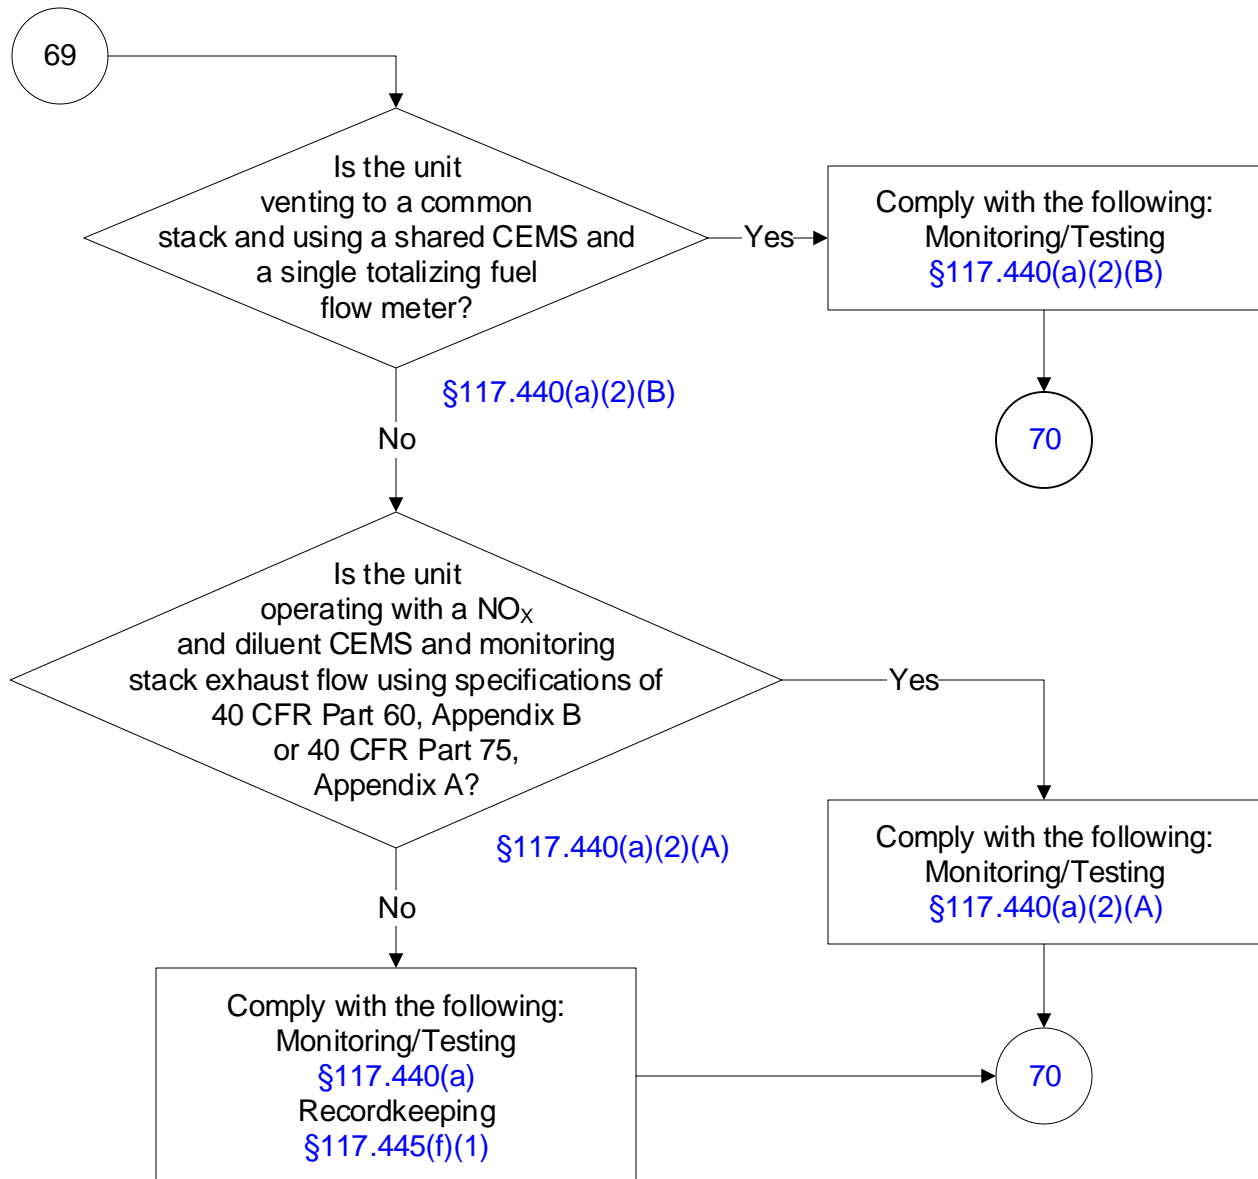 69
Is the unit
venting to a common
stack and using a shared CEMS and
a single totalizing fuel
flow meter?
Yes
Comply with the following:
Monitoring/Testing
§117.440(a)(2)(B)
§117.440(a)(2)(B)
No
70
Is the unit
operating with a NOX
and diluent CEMS and monitoring
stack exhaust flow using specifications of
40 CFR Part 60, Appendix B
or 40 CFR Part 75,
Appendix A?
Yes
§117.440(a)(2)(A)
No
Comply with the following:
Monitoring/Testing
§117.440(a)(2)(A)
Comply with the following:
Monitoring/Testing
§117.440(a)
Recordkeeping
§117.445(f)(1)
70